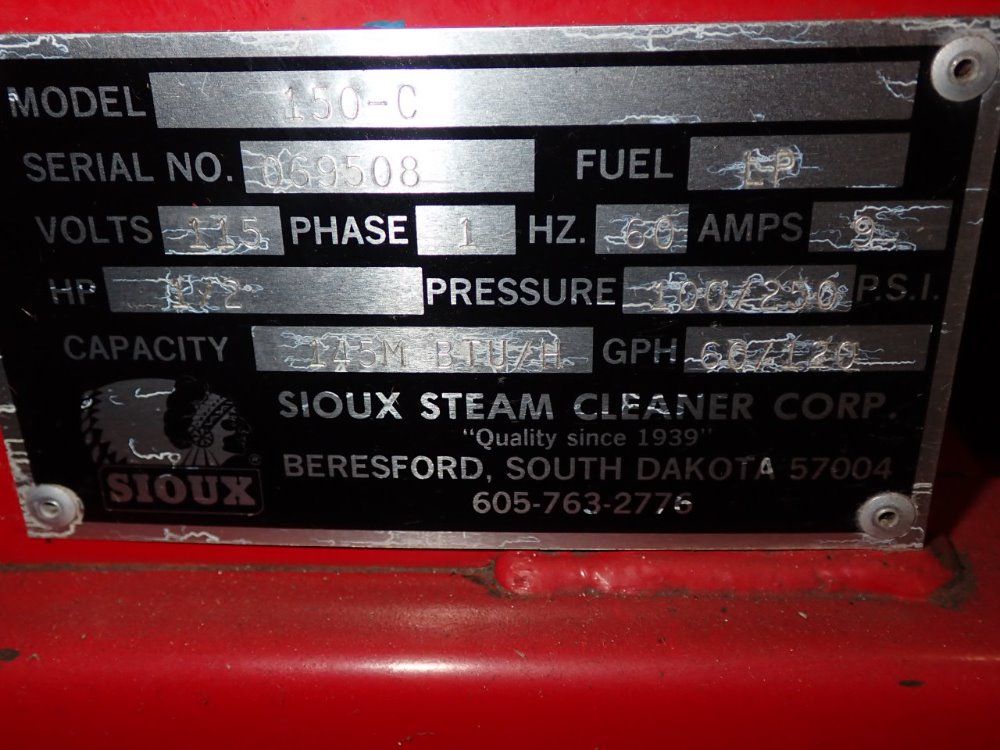 MODEL 150-C
SERIAL NO. 069508 FUEL
VOLTS 115 PHASE 1 HZ. 60 AMPS 9
HP 1/2 PRESSURE 100/250 P.S.I.
CAPACITY 145M BTU/H GPH 60/120
SIOUX STEAM CLEANER CORP.
"Quality since 1939"
BERESFORD, SOUTH DAKOTA 57004
605-763-2776
SIOUX ®